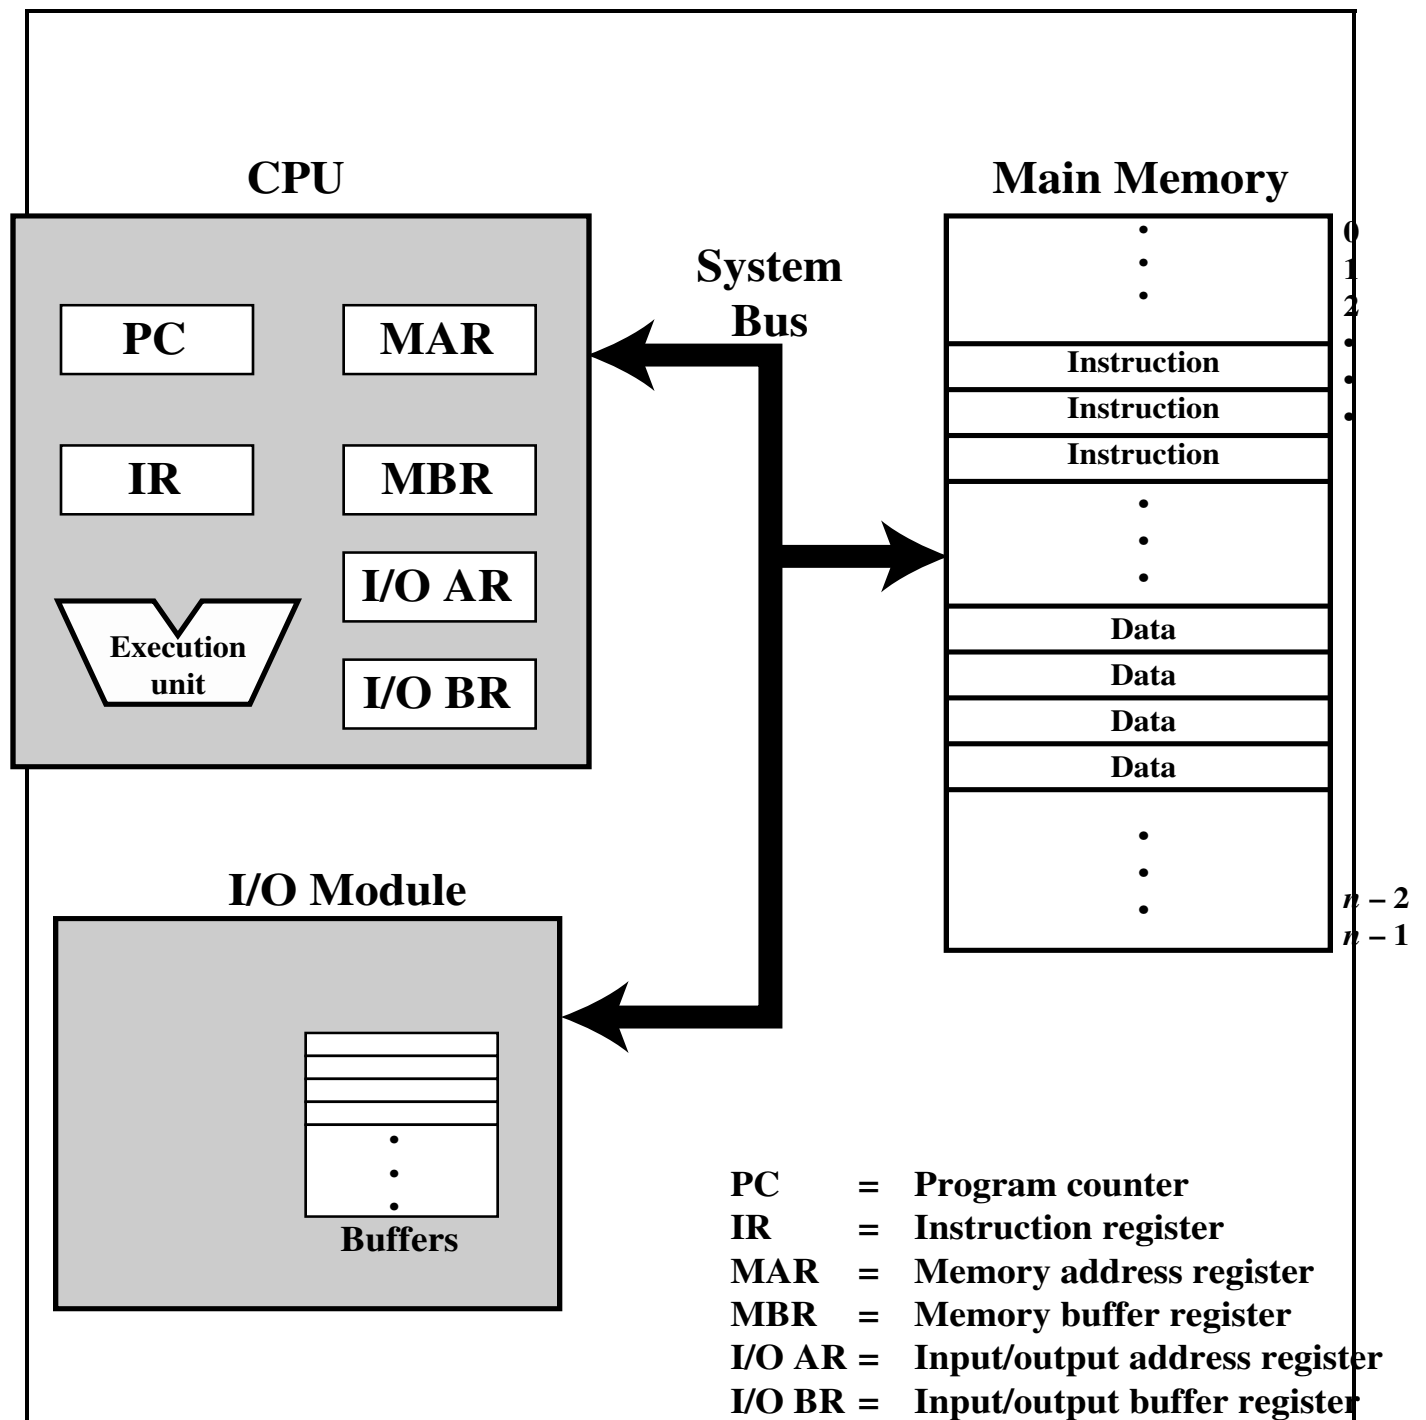 CPU
PC
MAR
IR
MBR
I/O AR
I/O BR
Execution
unit
System
Bus
Main Memory
0
1
2
Instruction
Instruction
Instruction
Data
Data
Data
Data
n – 2
n – 1
I/O Module
Buffers
PC = Program counter
IR = Instruction register
MAR = Memory address register
MBR = Memory buffer register
I/O AR = Input/output address register
I/O BR = Input/output buffer register